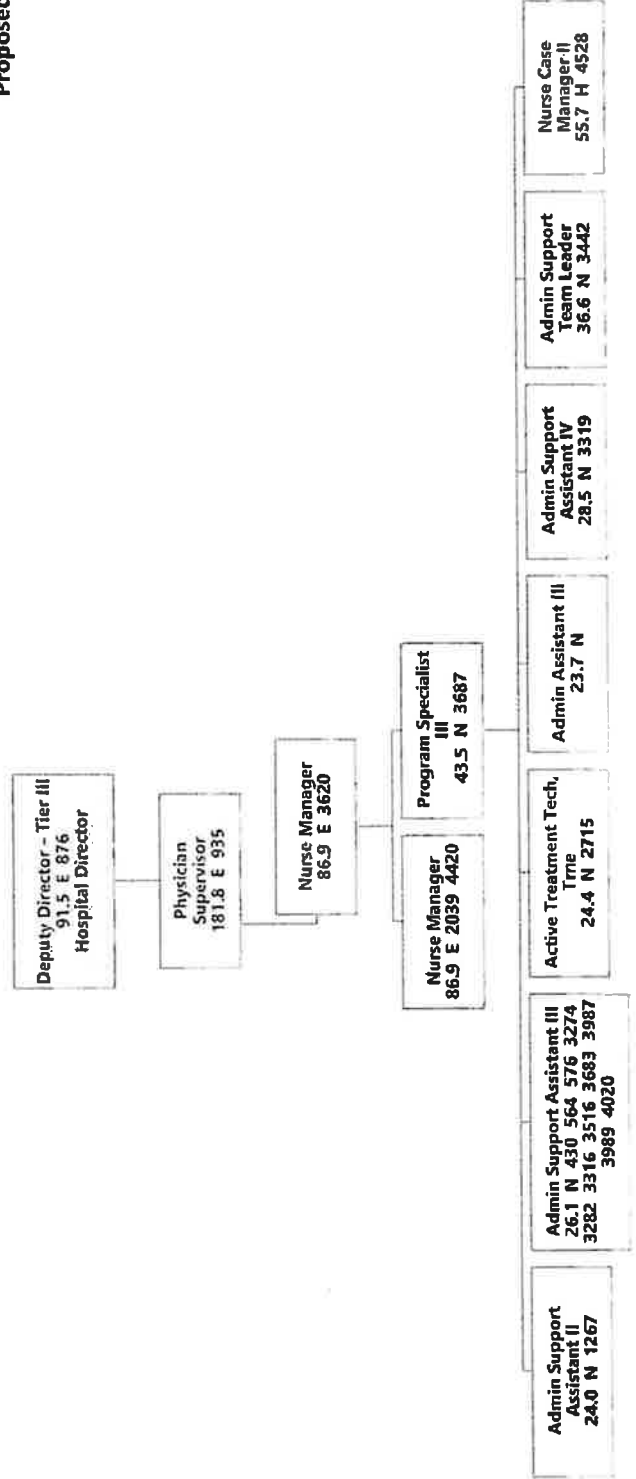 Proposed
Deputy Director – Tier III
91.5 E 876
Hospital Director
Physician
Supervisor
181.8 E 935
Nurse Manager
86.9 E 3620
Nurse Manager
86.9 E 2039 4420
Program Specialist
III
43.5 N 3687
Admin Support
Assistant II
24.0 N 1267
Admin Support Assistant III
26.1 N 430 564 576 3274
3282 3316 3516 3683 3987
3989 4020
Active Treatment Tech,
Trne
24.4 N 2715
Admin Assistant III
23.7 N
Admin Support
Assistant IV
28.5 N 3319
Admin Support
Team Leader
36.6 N 3442
Nurse Case
Manager II
55.7 H 4528